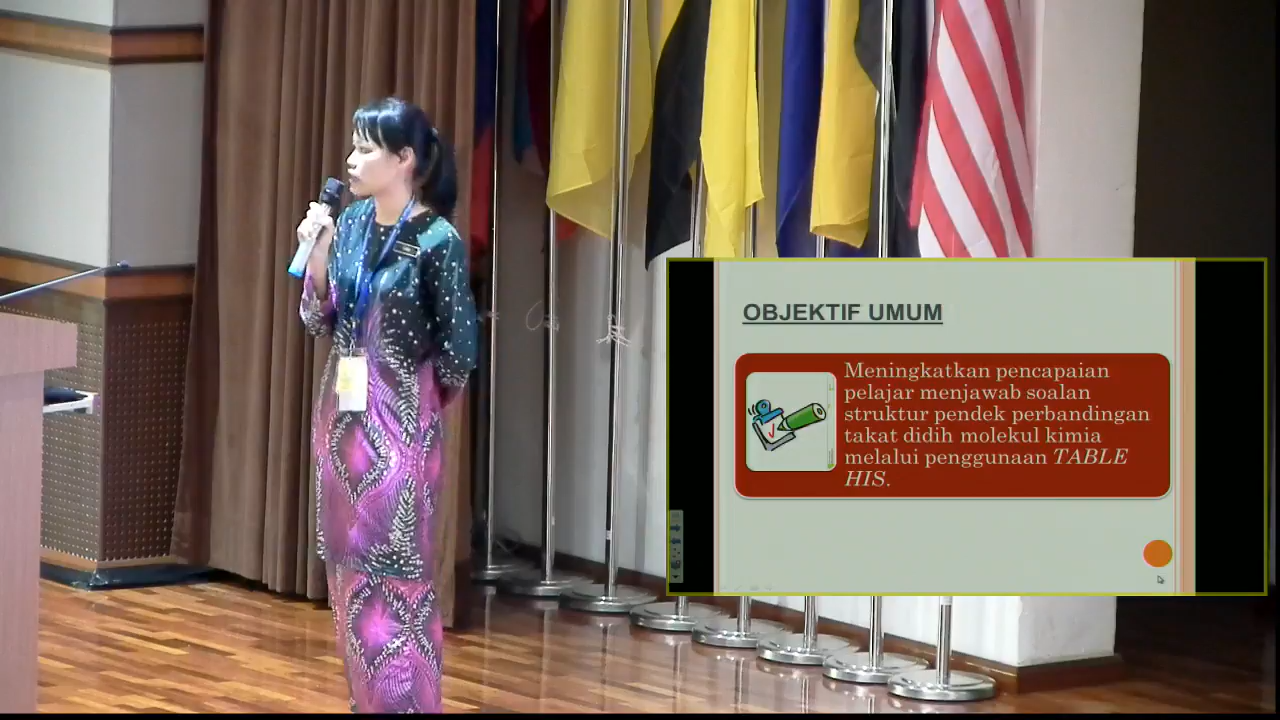 OBJEKTIF UMUM
Meningkatkan pencapaian
pelajar menjawab soalan
struktur pendek perbandingan
takat didih molekul kimia
melalui penggunaan TABLE
HIS.